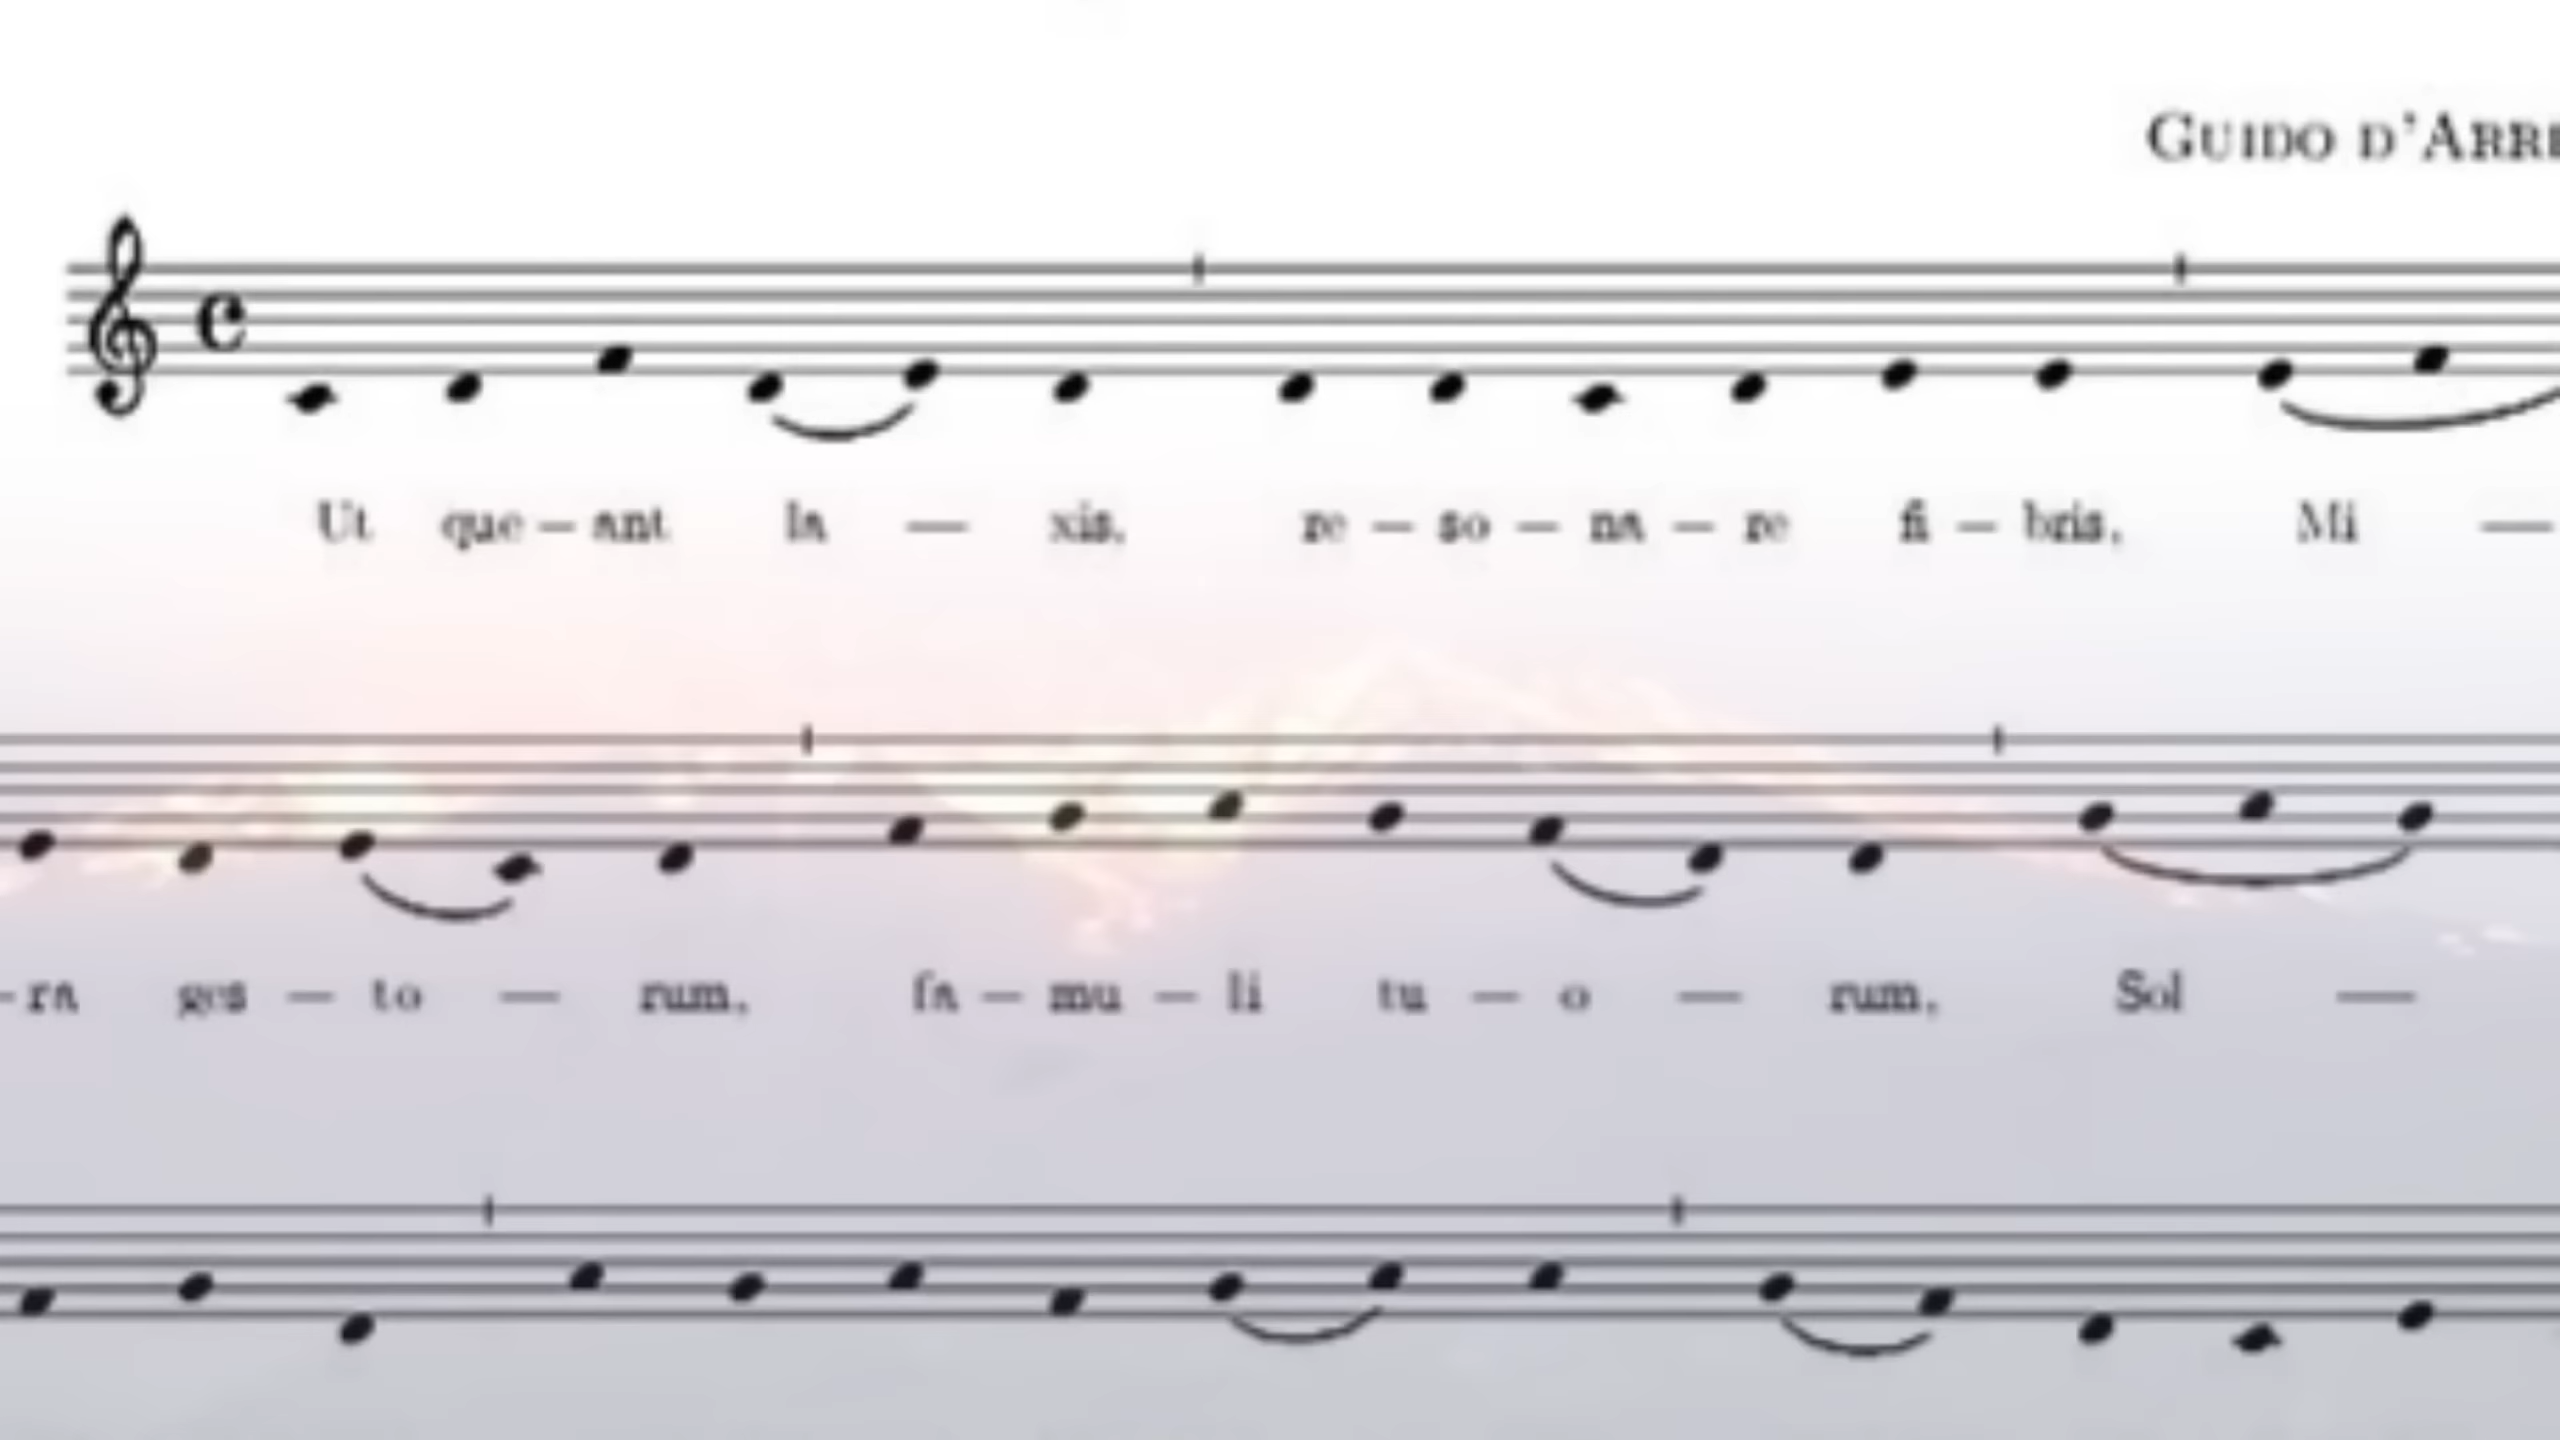 GUIDO D'ARRE
Ut que — ant la — xis, re — so — na — re fi — bris, Mi —
- ra ges — to — rum, fa — mu — li tu — o — rum, Sol —